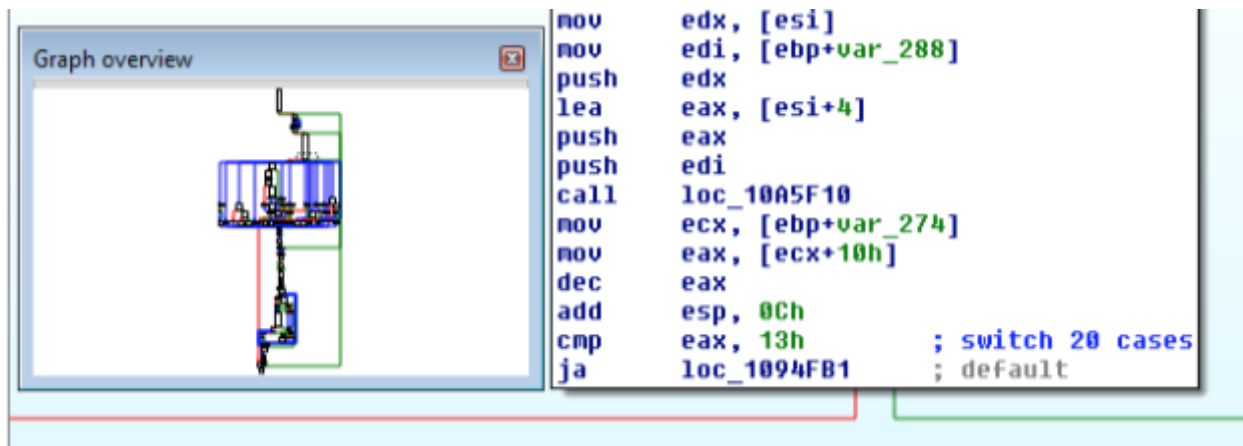 Graph overview
mov edx, [esi]
mov edi, [ebp+var_288]
push edx
lea eax, [esi+4]
push eax
push edi
call loc_10A5F10
mov ecx, [ebp+var_274]
mov eax, [ecx+10h]
dec eax
add esp, 0Ch
cmp eax, 13h ; switch 20 cases
ja loc_1094FB1 ; default